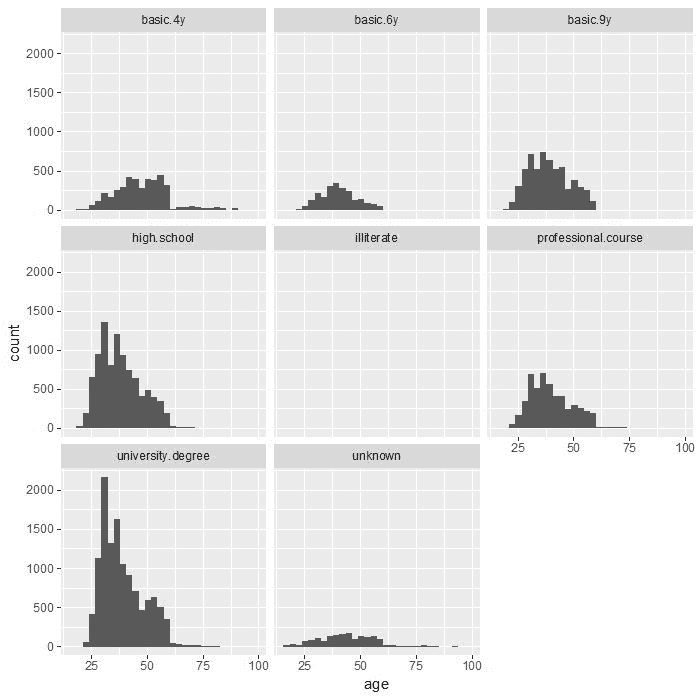 basic.4y basic.6y basic.9y
2000
1500
1000
500
0
high.school illiterate professional.course
2000
1500
1000
500
0
25 50 75 100
university.degree unknown
2000
1500
1000
500
0
25 50 75 100 25 50 75 100
count
age